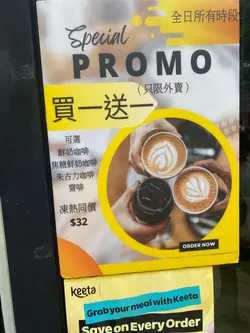 全日所有時段
Special
PROMO
（只限外賣）
買一送一
可選
鮮奶咖啡
焦糖鮮奶咖啡
朱古力咖啡
齋啡
凍熱同價
$32
ORDER NOW
keeta
Grab your meal with Keeta
Save on Every Order